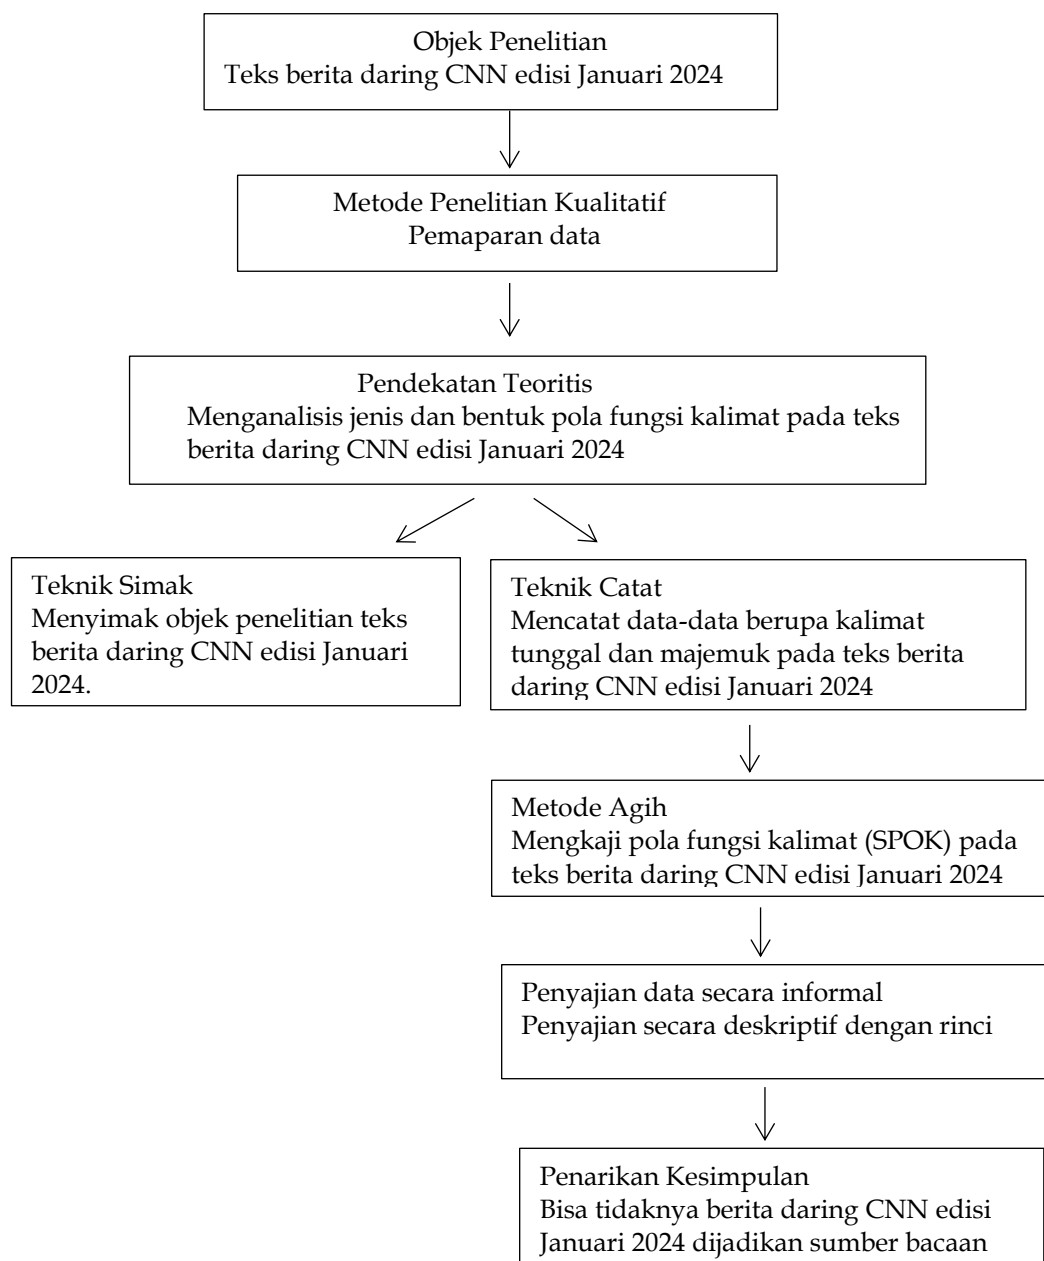 Objek Penelitian
Teks berita daring CNN edisi Januari 2024
Metode Penelitian Kualitatif
Pemaparan data
Pendekatan Teoritis
Menganalisis jenis dan bentuk pola fungsi kalimat pada teks
berita daring CNN edisi Januari 2024
Teknik Simak
Menyimak objek penelitian teks
berita daring CNN edisi Januari
2024.
Teknik Catat
Mencatat data-data berupa kalimat
tunggal dan majemuk pada teks berita
daring CNN edisi Januari 2024
Metode Agih
Mengkaji pola fungsi kalimat (SPOK) pada
teks berita daring CNN edisi Januari 2024
Penyajian data secara informal
Penyajian secara deskriptif dengan rinci
Penarikan Kesimpulan
Bisa tidaknya berita daring CNN edisi
Januari 2024 dijadikan sumber bacaan